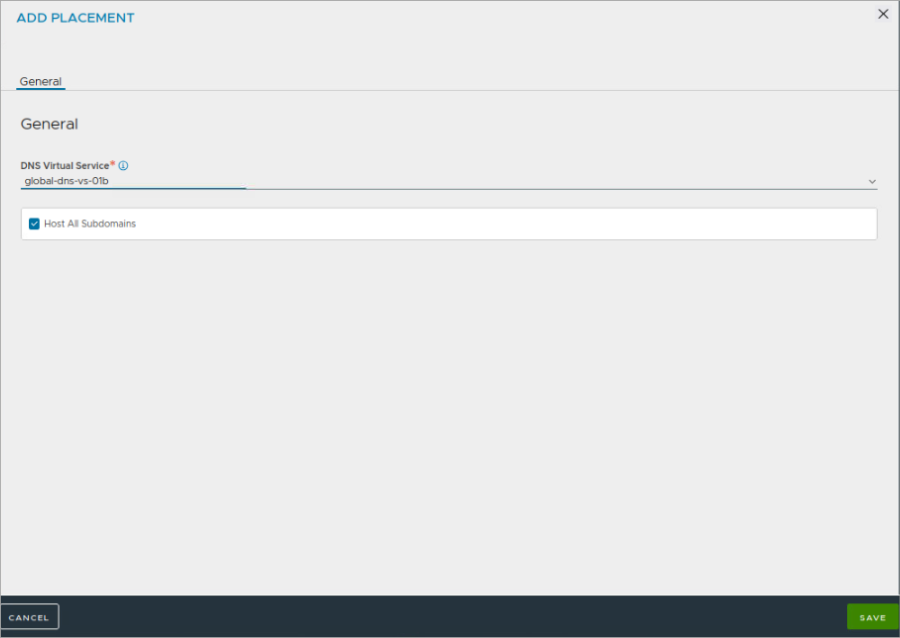 ADD PLACEMENT
General
General
DNS Virtual Service*
global-dns-vs-01b
Host All Subdomains
CANCEL
SAVE